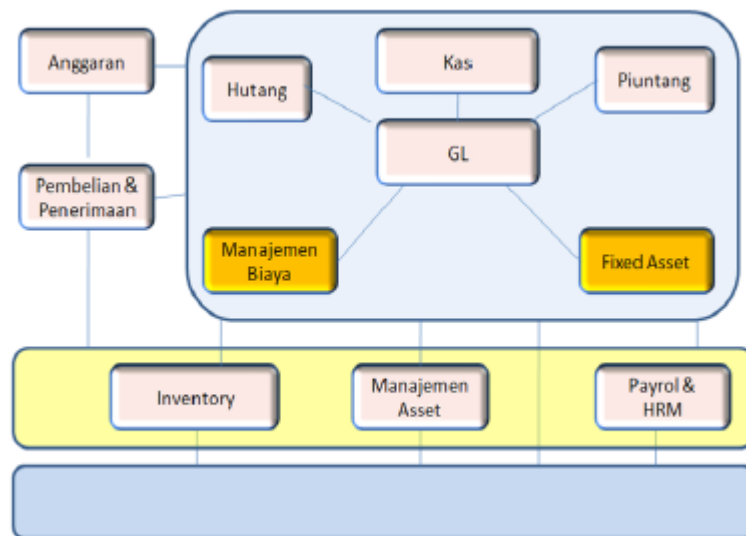 Anggaran
Kas
Hutang
Piuntang
GL
Pembelian &
Penerimaan
Manajemen
Biaya
Fixed Asset
Inventory
Manajemen
Asset
Payrol &
HRM